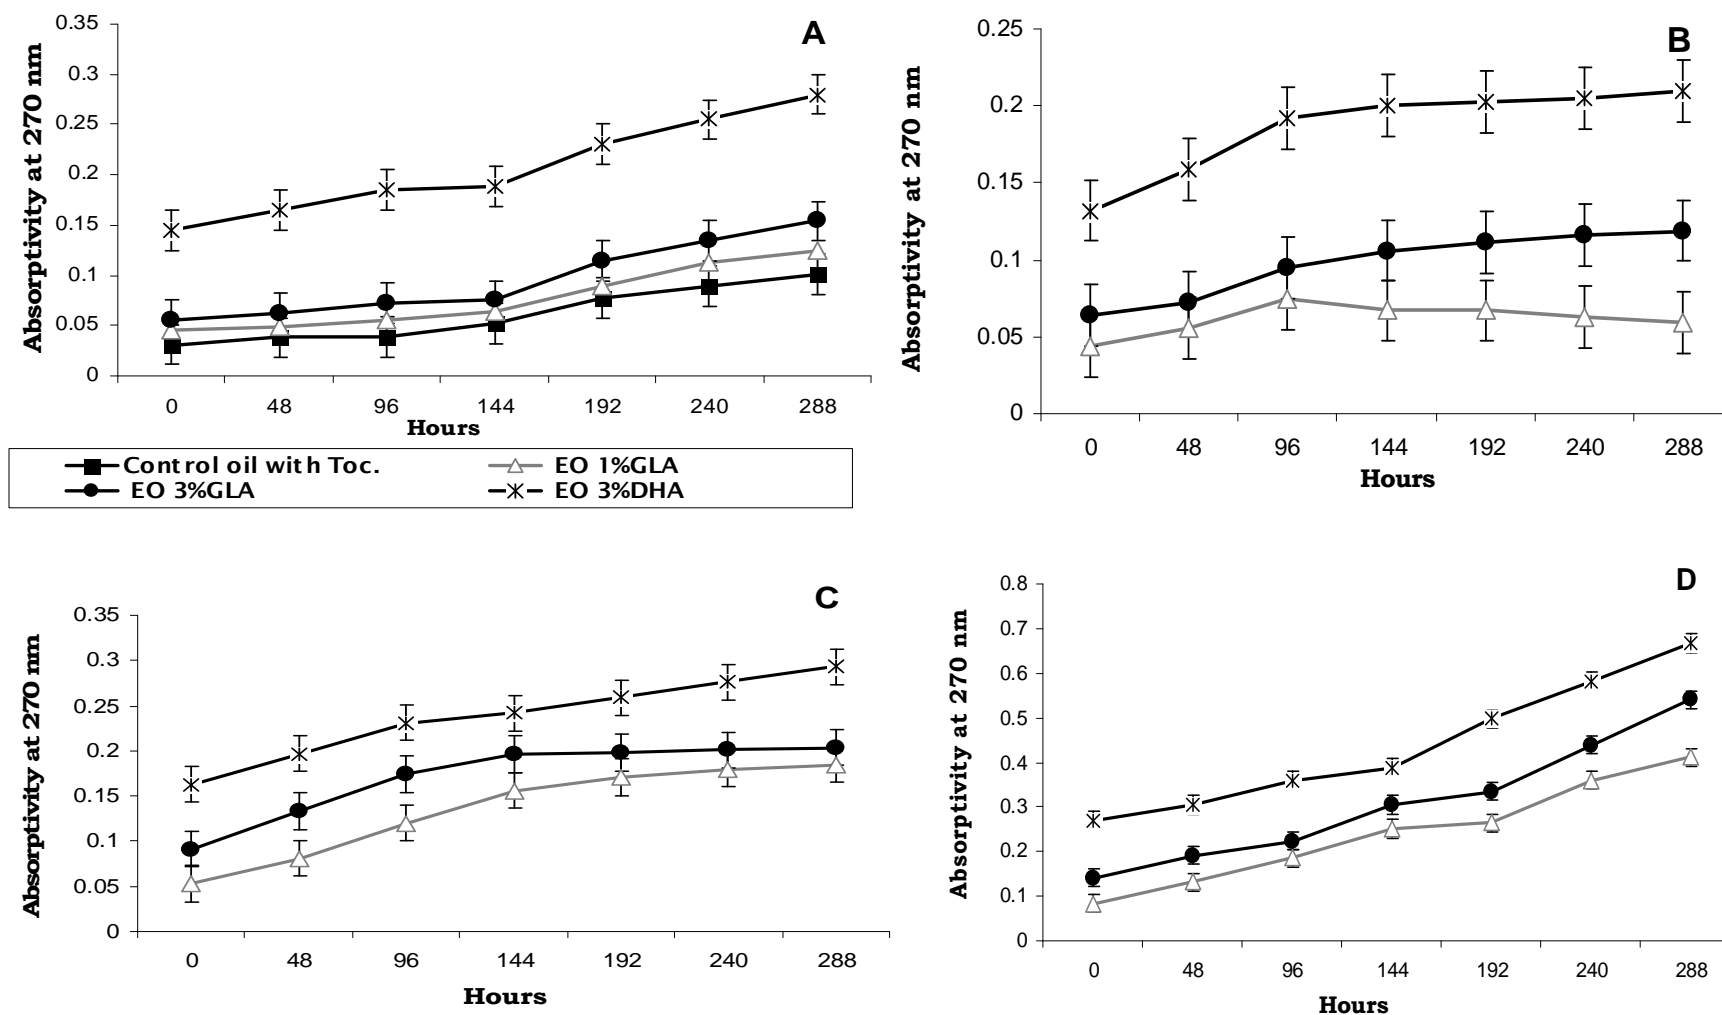 A
Absorptivity at 270 nm
0.35
0.3
0.25
0.2
0.15
0.1
0.05
0
0 48 96 144 192 240 288
Hours
B
Absorptivity at 270 nm
0.25
0.2
0.15
0.1
0.05
0
0 48 96 144 192 240 288
Hours
Control oil with Toc. EO 1%GLA
EO 3%GLA EO 3%DHA
C
Absorptivity at 270 nm
0.35
0.3
0.25
0.2
0.15
0.1
0.05
0
0 48 96 144 192 240 288
Hours
D
Absorptivity at 270 nm
0.8
0.7
0.6
0.5
0.4
0.3
0.2
0.1
0
0 48 96 144 192 240 288
Hours